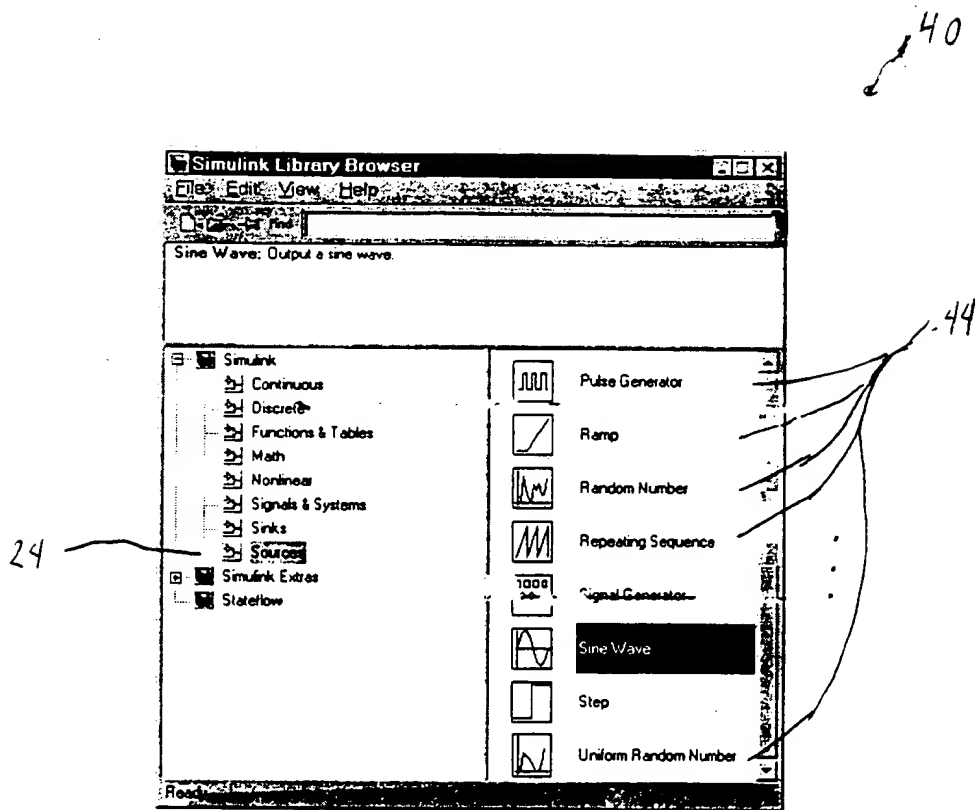 40
Simulink Library Browser
File Edit View Help
Find
Sine Wave: Output a sine wave.
44
Simulink
Continuous
Discrete
Functions & Tables
Math
Nonlinear
Signals & Systems
Sinks
24
Sources
Simulink Extras
Stateflow
Pulse Generator
Ramp
Random Number
Repeating Sequence
Signal Generator
Sine Wave
Step
Uniform Random Number
Ready